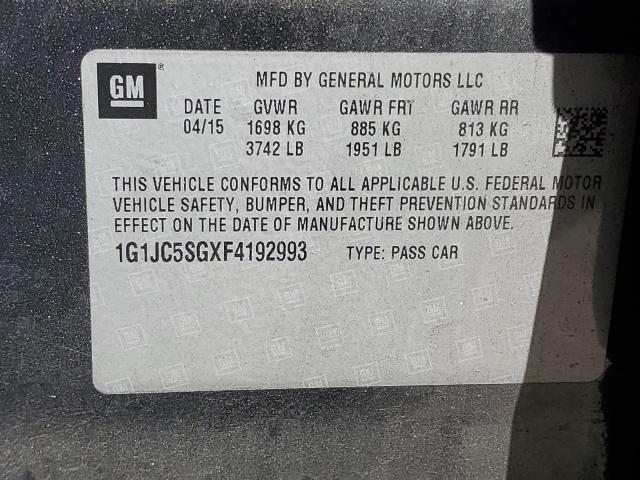 GM ®
MFD BY GENERAL MOTORS LLC
DATE GVWR GAWR FRT GAWR RR
04/15 1698 KG 885 KG 813 KG
3742 LB 1951 LB 1791 LB
THIS VEHICLE CONFORMS TO ALL APPLICABLE U.S. FEDERAL MOTOR
VEHICLE SAFETY, BUMPER, AND THEFT PREVENTION STANDARDS IN
EFFECT ON THE DATE OF MANUFACTURE SHOWN ABOVE.
1G1JC5SGXF4192993 TYPE: PASS CAR